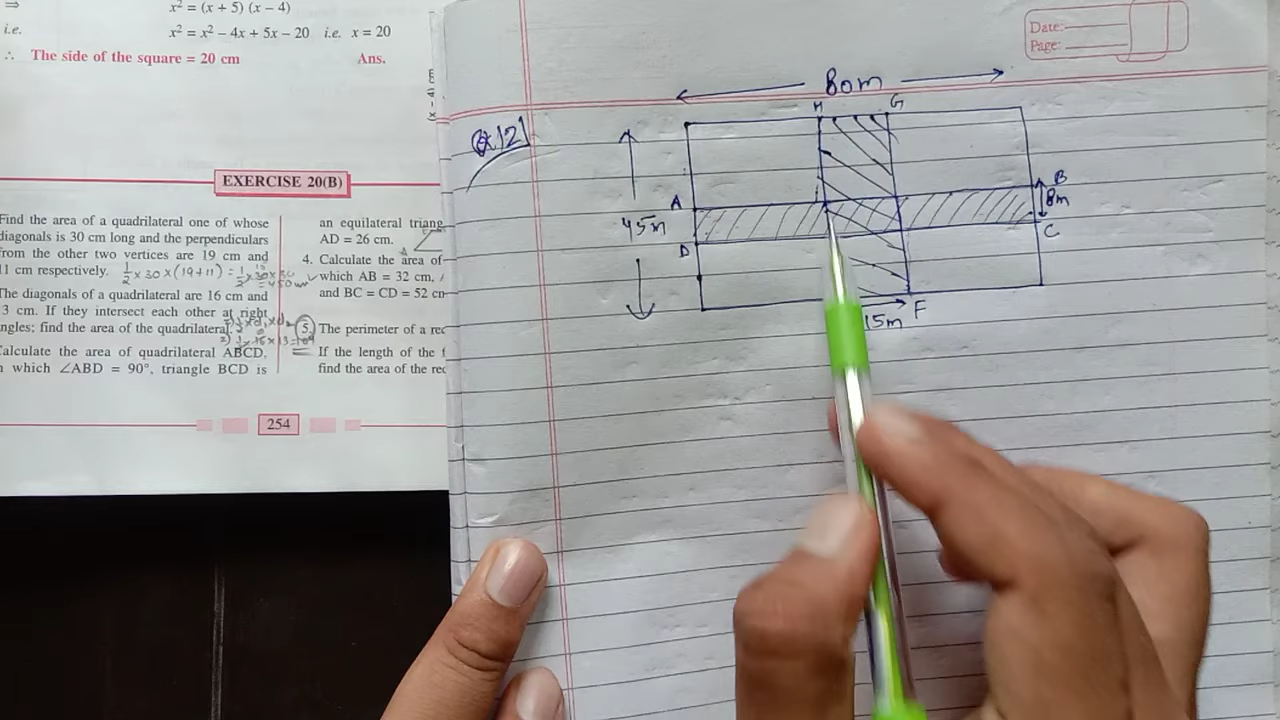 ⇒ x² = (x + 5) (x – 4)
i.e. x² = x² – 4x + 5x – 20 i.e. x = 20
∴ The side of the square = 20 cm Ans.
EXERCISE 20(B)
Find the area of a quadrilateral one of whose
diagonals is 30 cm long and the perpendiculars
from the other two vertices are 19 cm and
11 cm respectively. ½ × 30 × (19+11) =
The diagonals of a quadrilateral are 16 cm and
3 cm. If they intersect each other at right
ngles; find the area of the quadrilateral.
Calculate the area of quadrilateral ABCD,
n which ∠ABD = 90°, triangle BCD is
an equilateral triang
AD = 26 cm.
4. Calculate the area of
which AB = 32 cm,
and BC = CD = 52 cm
5. The perimeter of a rec
If the length of the
find the area of the rec
254
Date:
Page:
Q.12]
80m
H G
A B
45m 8m
D C
15m F